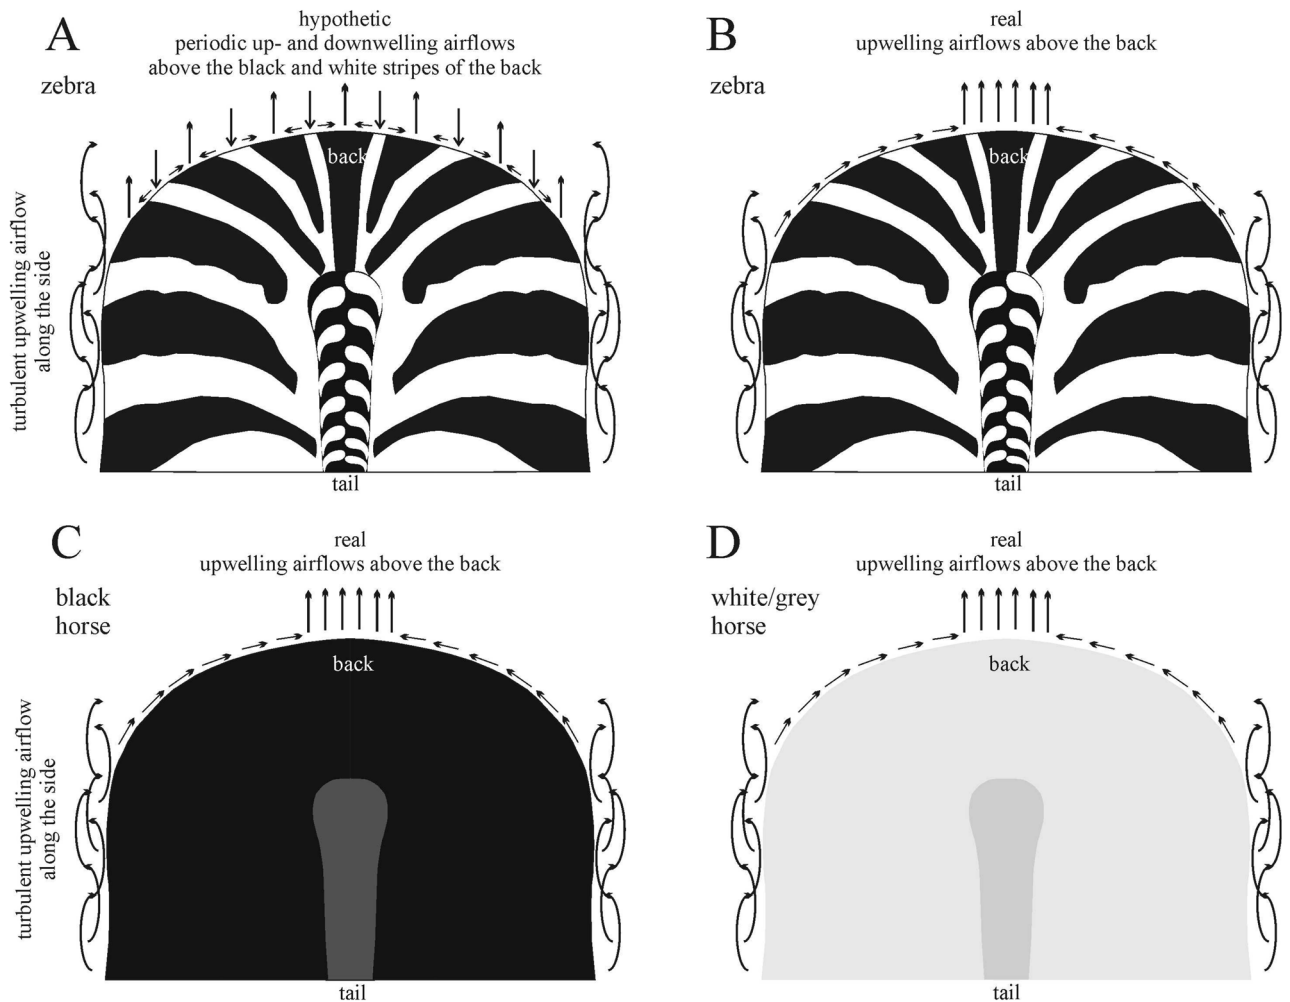 A
hypothetic
periodic up- and downwelling airflows
above the black and white stripes of the back
zebra
back
turbulent upwelling airflow
along the side
tail
B
real
upwelling airflows above the back
zebra
back
tail
C
real
upwelling airflows above the back
black
horse
back
turbulent upwelling airflow
along the side
tail
D
real
upwelling airflows above the back
white/grey
horse
back
tail